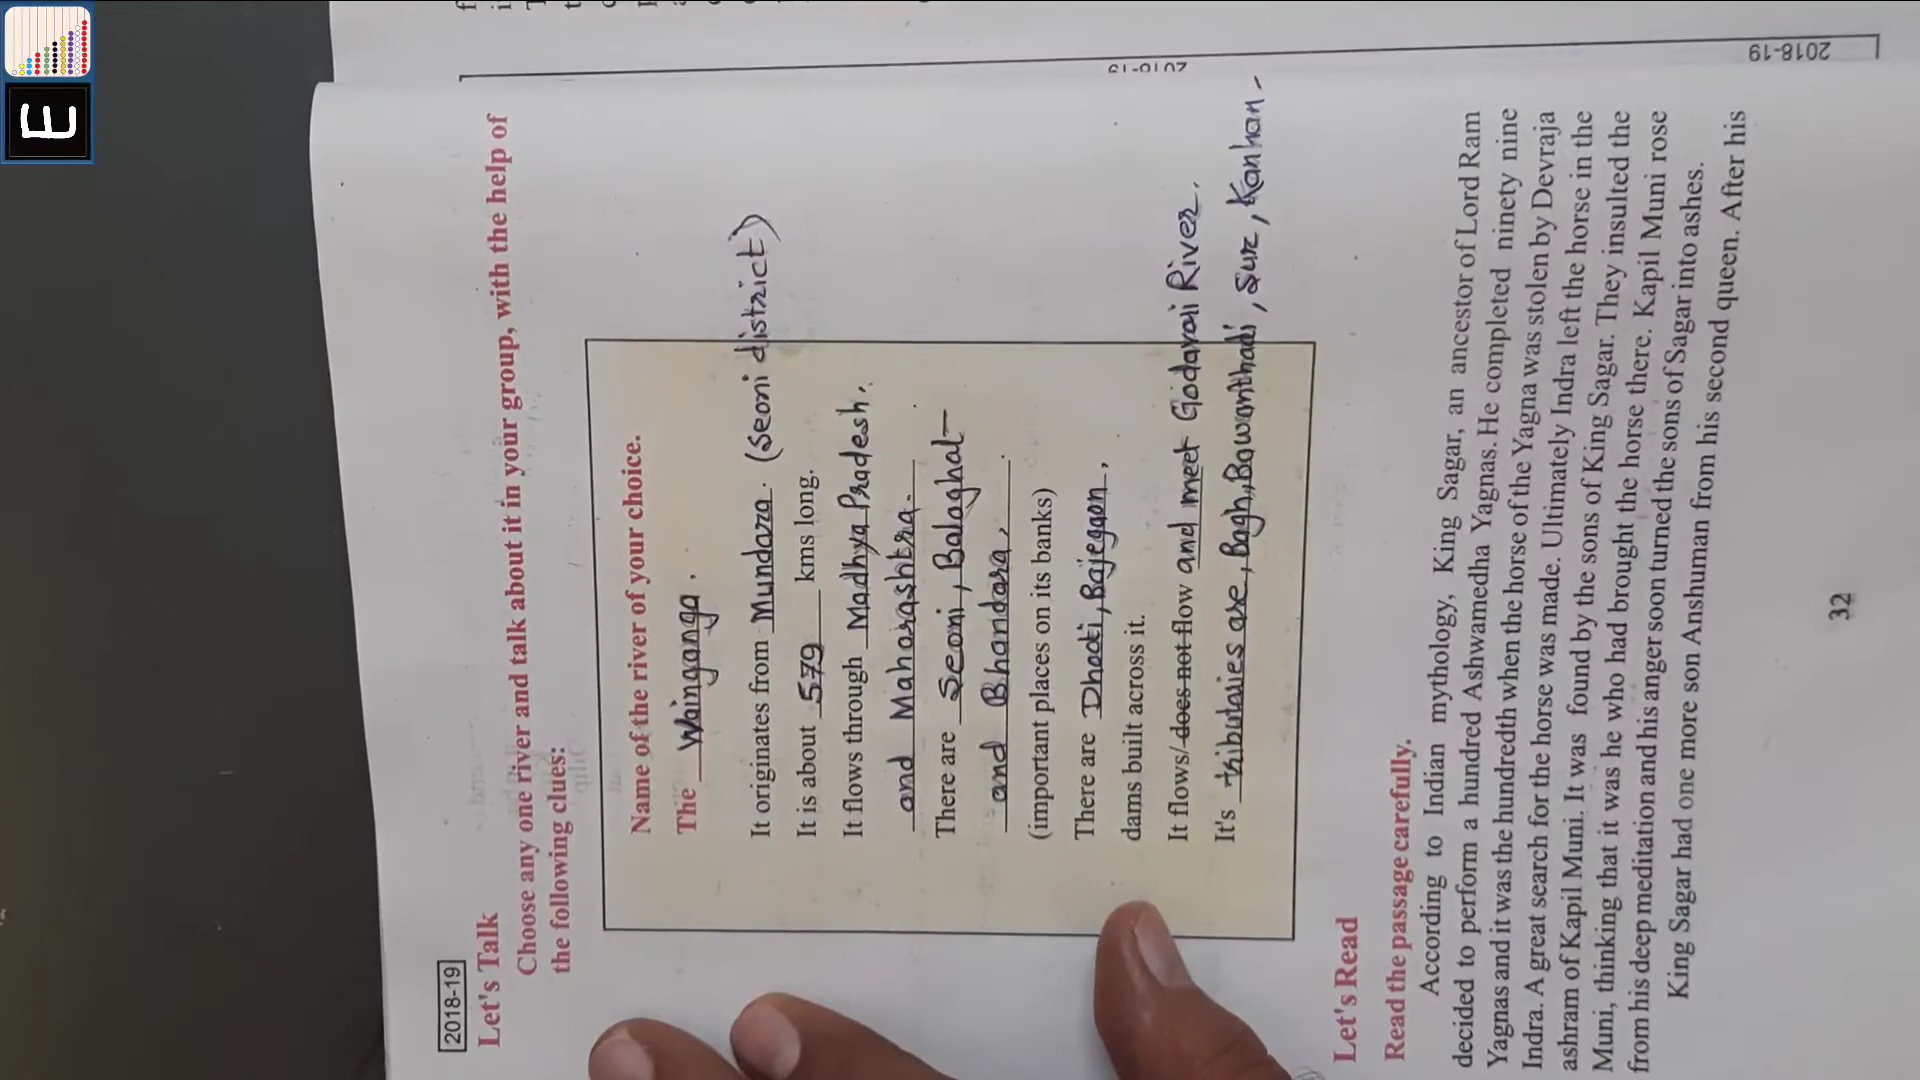 E
2018-19
2018-19
2018-19
Let's Talk
Choose any one river and talk about it in your group, with the help of
the following clues:
Name of the river of your choice.
The Wainganga.
It originates from Mundara. (Seoni district)
It is about 579 kms long.
It flows through Madhya Pradesh.
and Maharashtra.
There are Seoni, Balaghat
and Bhandara,
(important places on its banks)
There are Dhooti, Bajegaon,
dams built across it.
It flows/does not flow and meet Godavari River.
It's tributaries are, Bagh, Bawanthadi, Sur, Kanhan-
Let's Read
Read the passage carefully.
According to Indian mythology, King Sagar, an ancestor of Lord Ram
decided to perform a hundred Ashwamedha Yagnas. He completed ninety nine
Yagnas and it was the hundredth when the horse of the Yagna was stolen by Devraja
Indra. A great search for the horse was made. Ultimately Indra left the horse in the
ashram of Kapil Muni. It was found by the sons of King Sagar. They insulted the
Muni, thinking that it was he who had brought the horse there. Kapil Muni rose
from his deep meditation and his anger soon turned the sons of Sagar into ashes.
King Sagar had one more son Anshuman from his second queen. After his
32